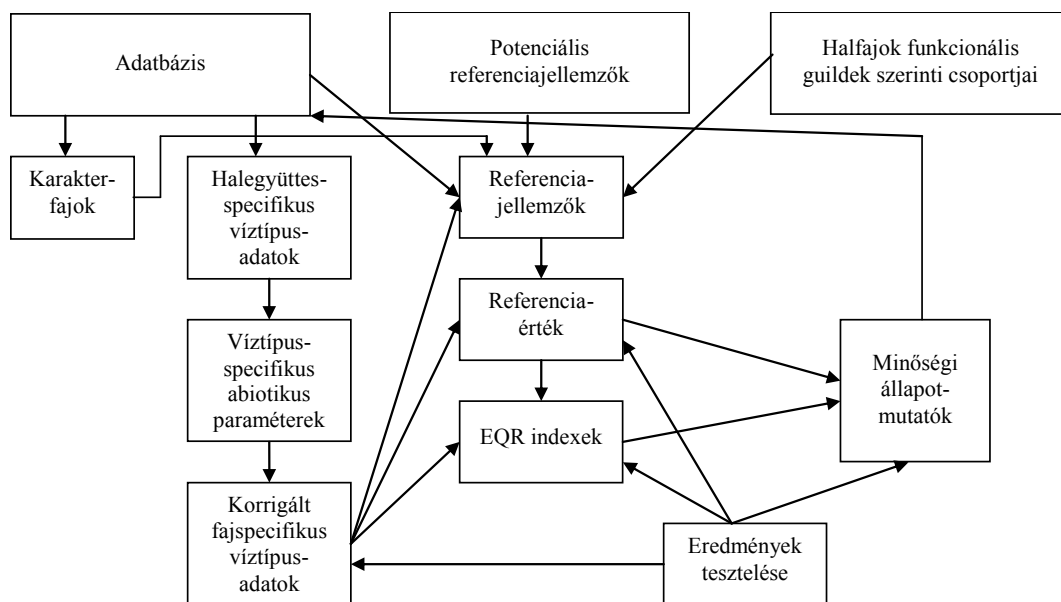 Adatbázis
Potenciális
referenciajellemzők
Halfajok funkcionális
guildek szerinti csoportjai
Karakter-
fajok
Halegyüttes-
specifikus
víztípus-
adatok
Referencia-
jellemzők
Referencia-
érték
Víztípus-
specifikus
abiotikus
paraméterek
Minőségi
állapot-
mutatók
EQR indexek
Korrigált
fajspecifikus
víztípus-
adatok
Eredmények
tesztelése